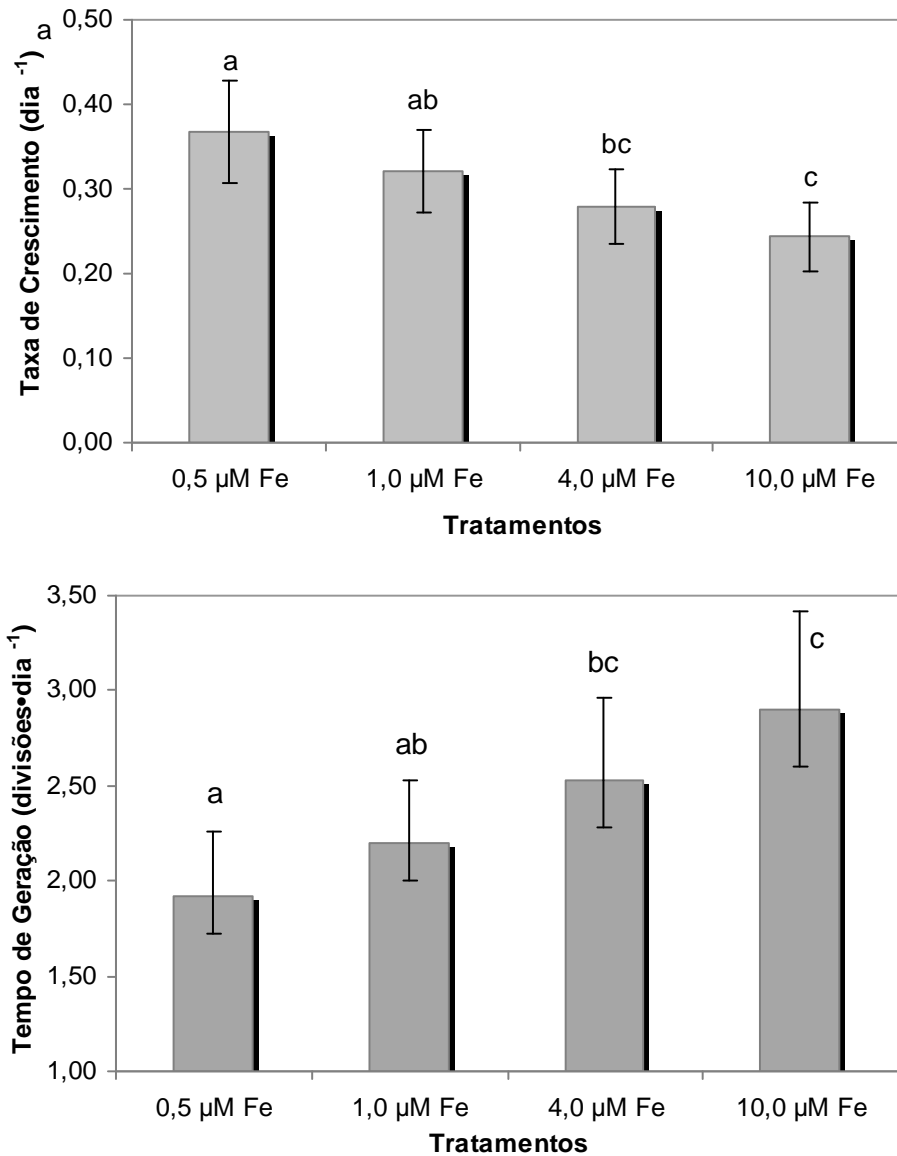 0,50
a
a
0,40
ab
bc
0,30
c
0,20
0,10
0,00
Taxa de Crescimento (dia -1)
0,5 µM Fe 1,0 µM Fe 4,0 µM Fe 10,0 µM Fe
Tratamentos
3,50
c
bc
3,00
ab
2,50
a
2,00
1,50
1,00
Tempo de Geração (divisões•dia -1)
0,5 µM Fe 1,0 µM Fe 4,0 µM Fe 10,0 µM Fe
Tratamentos